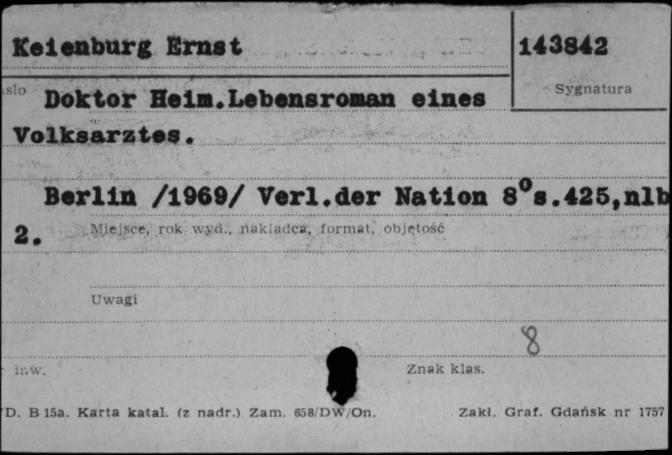 Keienburg Ernst
143842
Sygnatura
Doktor Heim.Lebensroman eines
Volksarztes.
Berlin /1969/ Verl.der Nation 8°s.425,nlb
2.
Miejsce, rok wyd., nakładca, format, objętość
Uwagi
8
inw.
Znak klas.
D. B 15a. Karta katal. (z nadr.) Zam. 658/DW/On.
Zakł. Graf. Gdańsk nr 1757